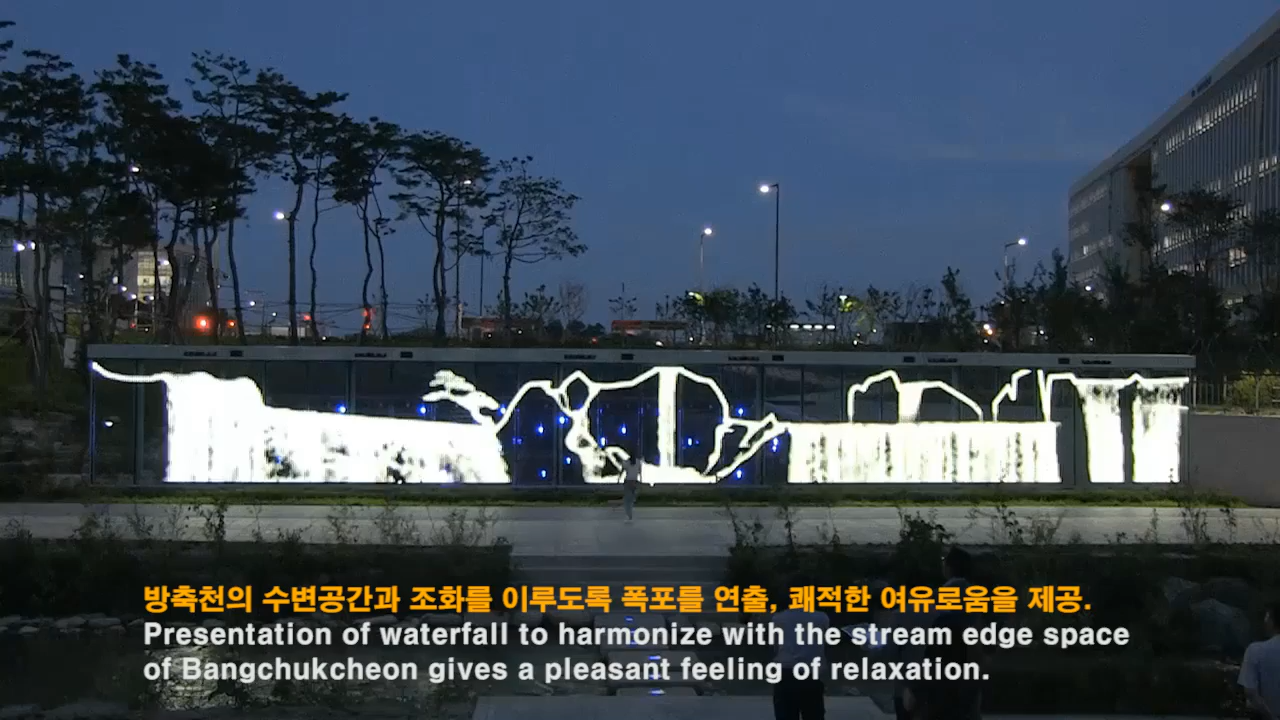 방축천의 수변공간과 조화를 이루도록 폭포를 연출, 쾌적한 여유로움을 제공.
Presentation of waterfall to harmonize with the stream edge space
of Bangchukcheon gives a pleasant feeling of relaxation.